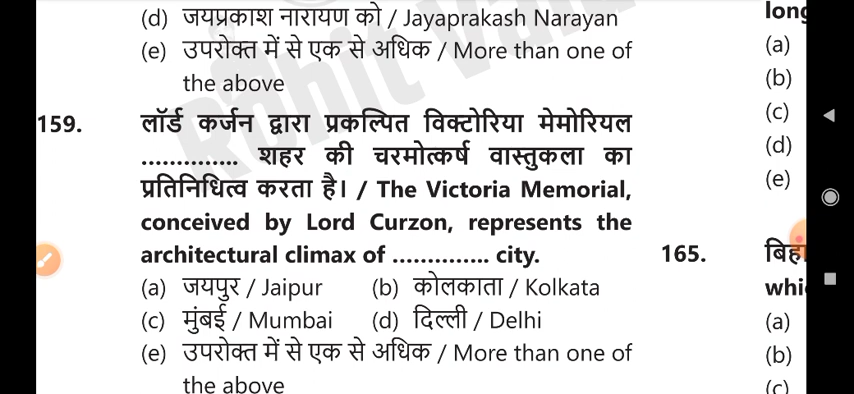 (d) जयप्रकाश नारायण को / Jayaprakash Narayan
(e) उपरोक्त में से एक से अधिक / More than one of
the above
159. लॉर्ड कर्जन द्वारा प्रकल्पित विक्टोरिया मेमोरियल
.............. शहर की चरमोत्कर्ष वास्तुकला का
प्रतिनिधित्व करता है। / The Victoria Memorial,
conceived by Lord Curzon, represents the
architectural climax of .............. city.
(a) जयपुर / Jaipur (b) कोलकाता / Kolkata
(c) मुंबई / Mumbai (d) दिल्ली / Delhi
(e) उपरोक्त में से एक से अधिक / More than one of
the above
long
(a)
(b)
(c)
(d)
(e)
165.
(a)
(b)
(c)